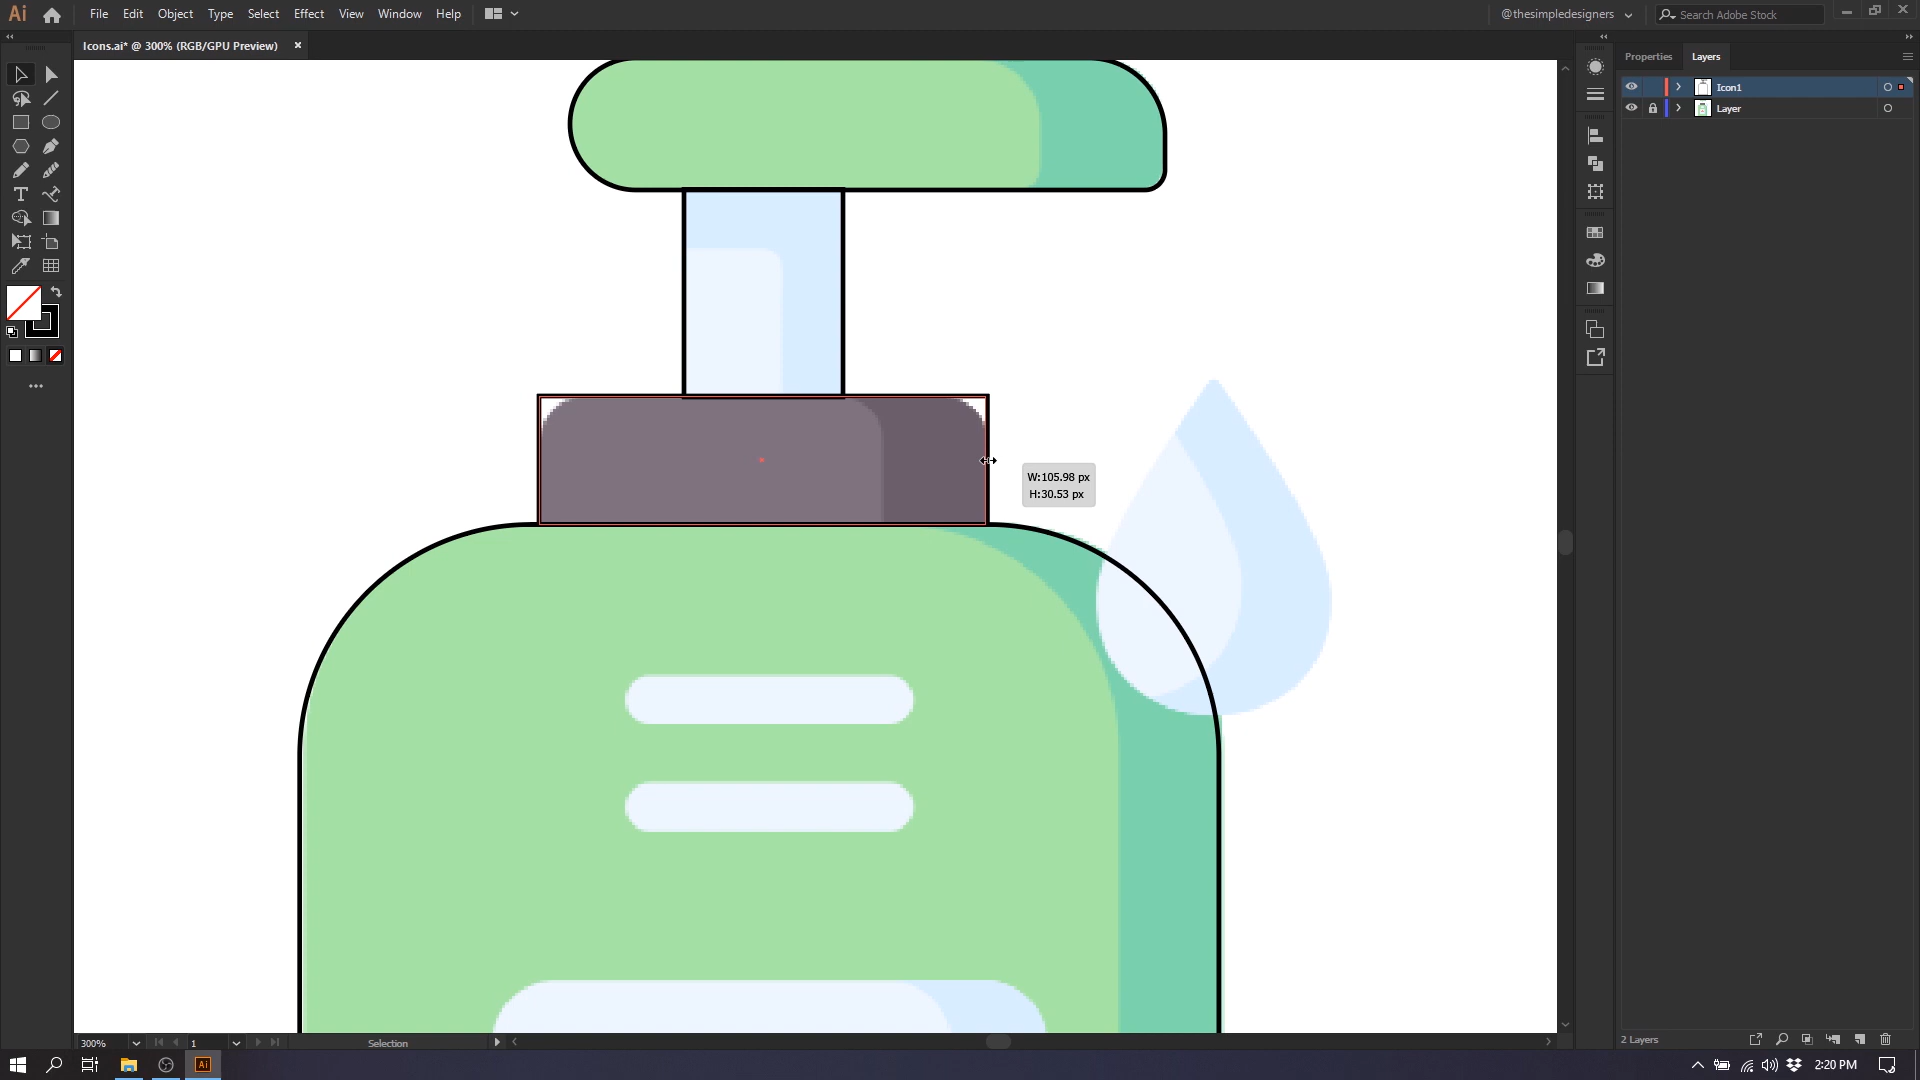 Ai File Edit Object Type Select Effect View Window Help @thesimpledesigners Search Adobe Stock
Icons.ai* @ 300% (RGB/GPU Preview) × Properties Layers
Icon1
Layer
W:105.98 px
H:30.53 px
300% 1 Selection 2 Layers
Ai 2:20 PM